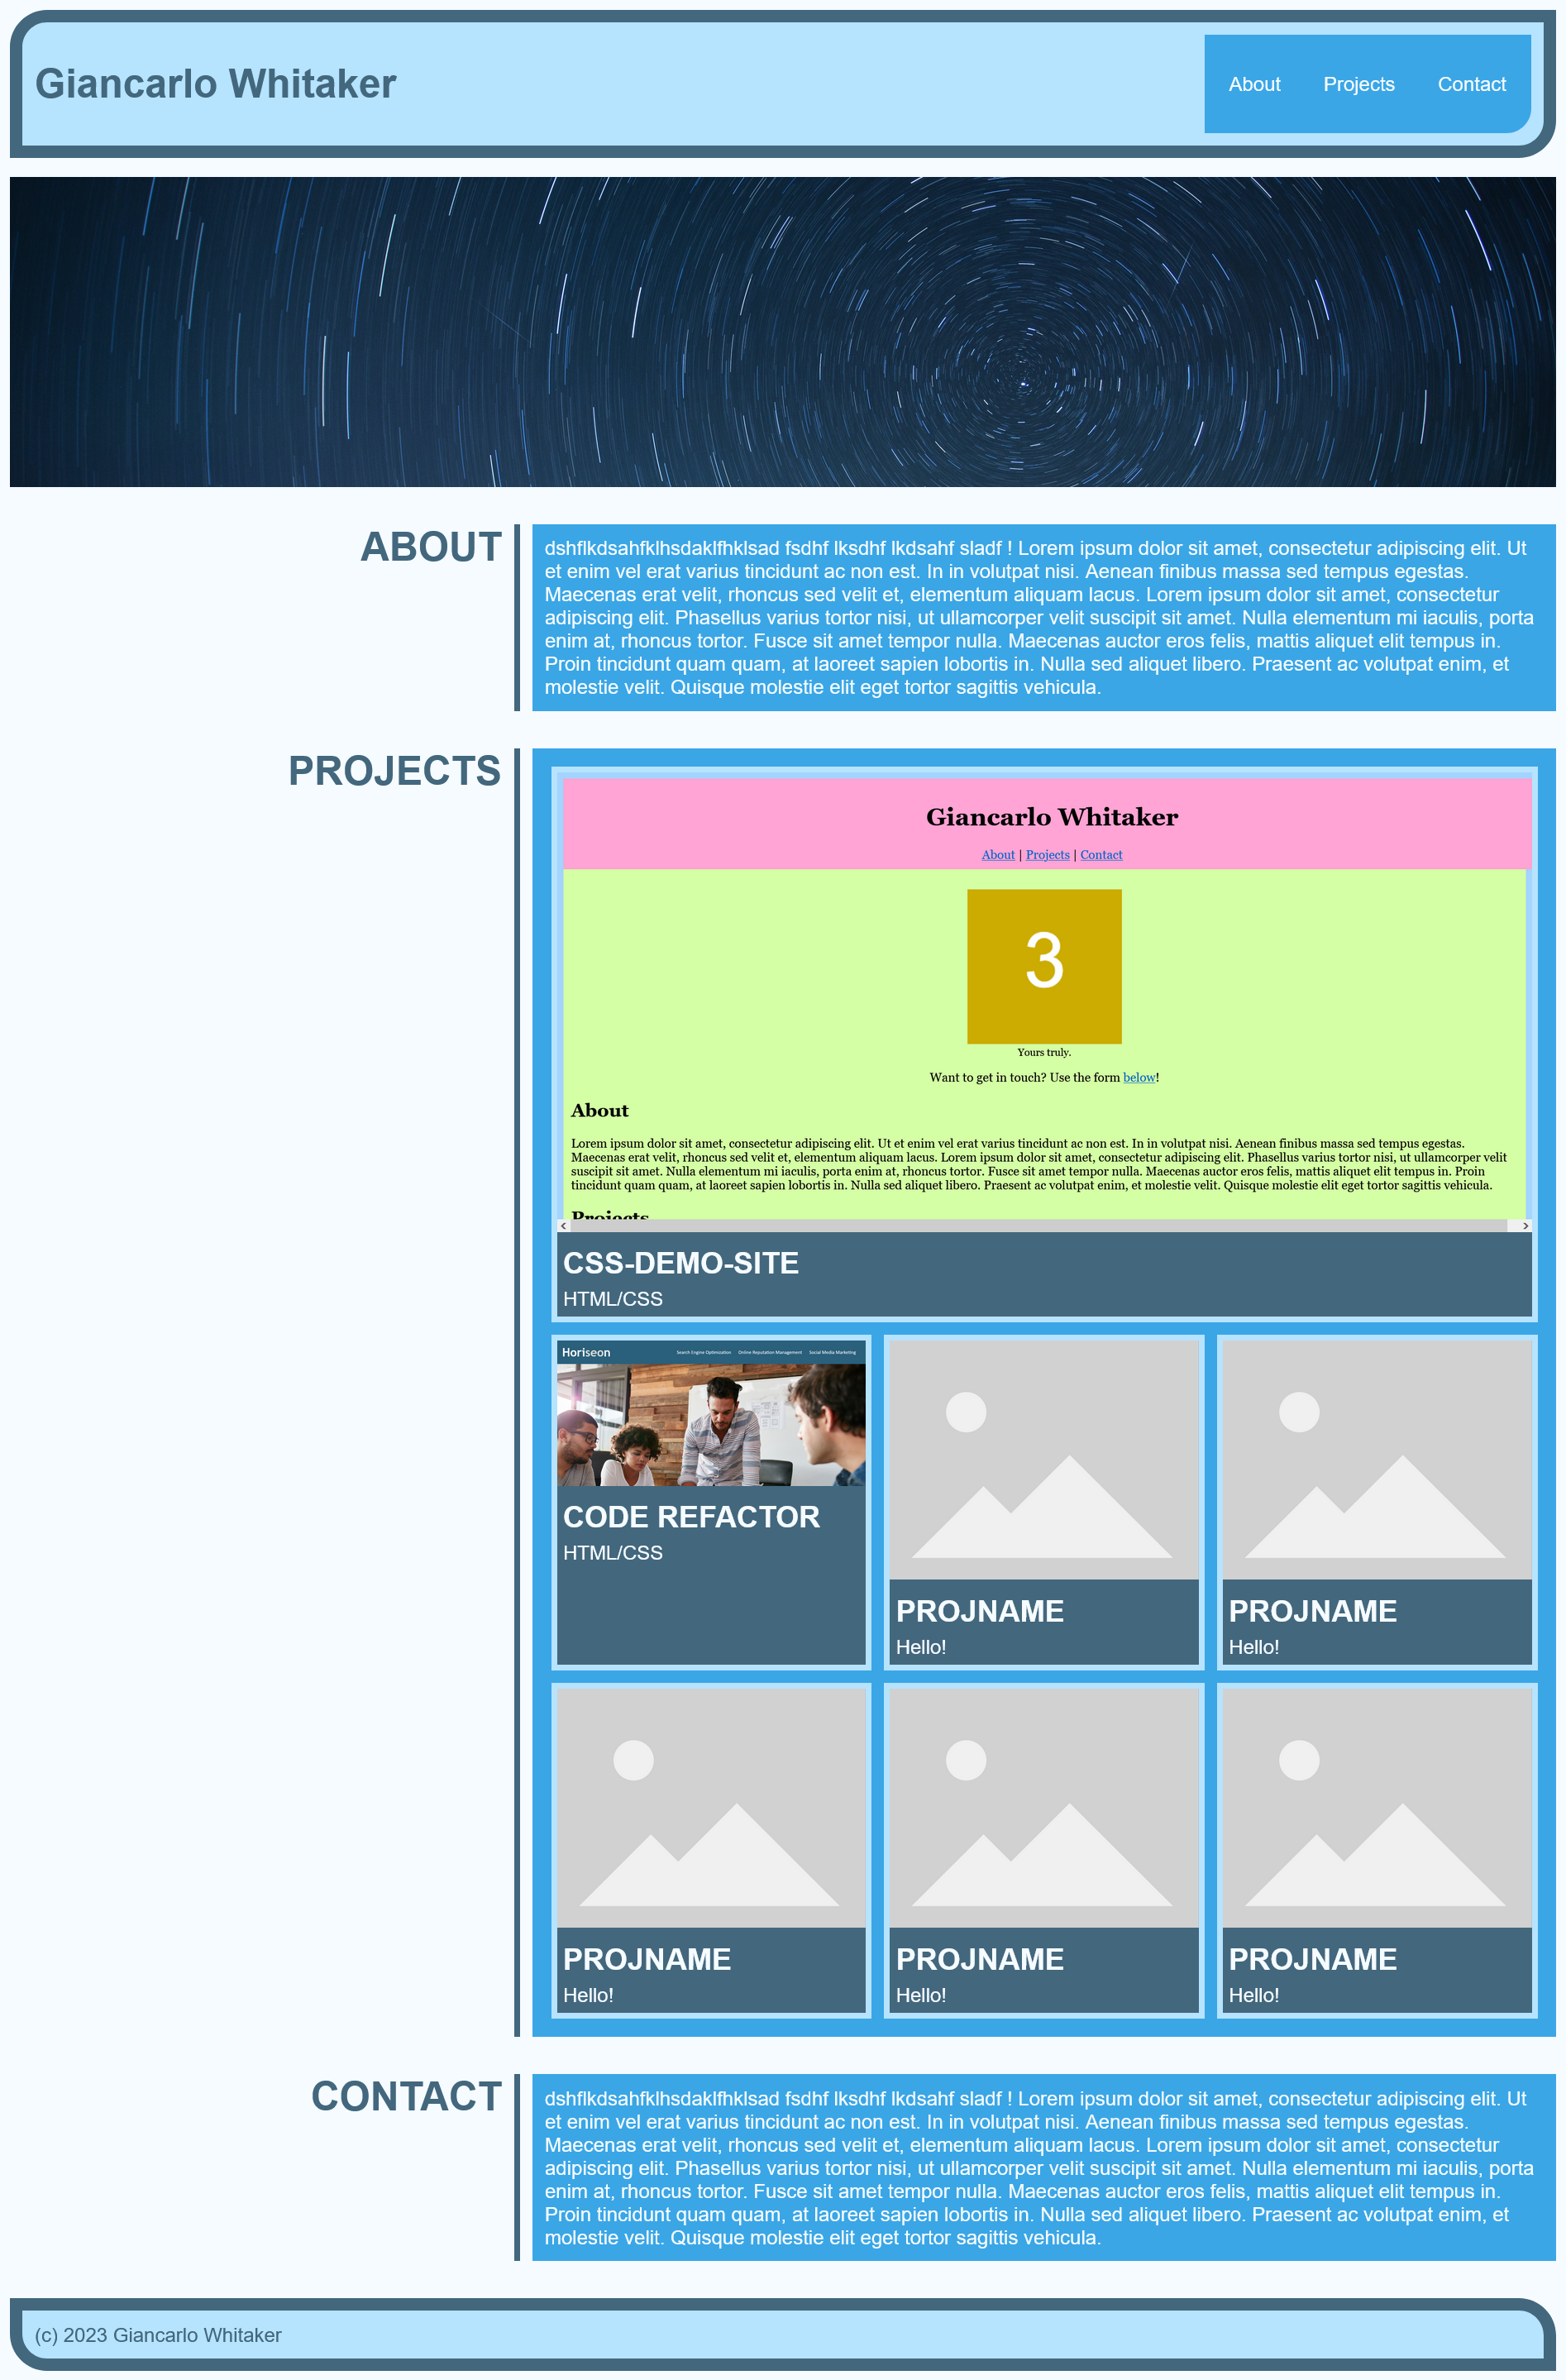 Giancarlo Whitaker
About Projects Contact
ABOUT
dshflkdsahfklhsdaklfhklsad fsdhf lksdhf lkdsahf sladf ! Lorem ipsum dolor sit amet, consectetur adipiscing elit. Ut
et enim vel erat varius tincidunt ac non est. In in volutpat nisi. Aenean finibus massa sed tempus egestas.
Maecenas erat velit, rhoncus sed velit et, elementum aliquam lacus. Lorem ipsum dolor sit amet, consectetur
adipiscing elit. Phasellus varius tortor nisi, ut ullamcorper velit suscipit sit amet. Nulla elementum mi iaculis, porta
enim at, rhoncus tortor. Fusce sit amet tempor nulla. Maecenas auctor eros felis, mattis aliquet elit tempus in.
Proin tincidunt quam quam, at laoreet sapien lobortis in. Nulla sed aliquet libero. Praesent ac volutpat enim, et
molestie velit. Quisque molestie elit eget tortor sagittis vehicula.
PROJECTS
Giancarlo Whitaker
About | Projects | Contact
3
Yours truly.
Want to get in touch? Use the form below!
About
Lorem ipsum dolor sit amet, consectetur adipiscing elit. Ut et enim vel erat varius tincidunt ac non est. In in volutpat nisi. Aenean finibus massa sed tempus egestas.
Maecenas erat velit, rhoncus sed velit et, elementum aliquam lacus. Lorem ipsum dolor sit amet, consectetur adipiscing elit. Phasellus varius tortor nisi, ut ullamcorper velit
suscipit sit amet. Nulla elementum mi iaculis, porta enim at, rhoncus tortor. Fusce sit amet tempor nulla. Maecenas auctor eros felis, mattis aliquet elit tempus in. Proin
tincidunt quam quam, at laoreet sapien lobortis in. Nulla sed aliquet libero. Praesent ac volutpat enim, et molestie velit. Quisque molestie elit eget tortor sagittis vehicula.
Projects
CSS-DEMO-SITE
HTML/CSS
Horiseon Search Engine Optimization Online Reputation Management Social Media Marketing
CODE REFACTOR
HTML/CSS
PROJNAME
Hello!
PROJNAME
Hello!
PROJNAME
Hello!
PROJNAME
Hello!
PROJNAME
Hello!
CONTACT
dshflkdsahfklhsdaklfhklsad fsdhf lksdhf lkdsahf sladf ! Lorem ipsum dolor sit amet, consectetur adipiscing elit. Ut
et enim vel erat varius tincidunt ac non est. In in volutpat nisi. Aenean finibus massa sed tempus egestas.
Maecenas erat velit, rhoncus sed velit et, elementum aliquam lacus. Lorem ipsum dolor sit amet, consectetur
adipiscing elit. Phasellus varius tortor nisi, ut ullamcorper velit suscipit sit amet. Nulla elementum mi iaculis, porta
enim at, rhoncus tortor. Fusce sit amet tempor nulla. Maecenas auctor eros felis, mattis aliquet elit tempus in.
Proin tincidunt quam quam, at laoreet sapien lobortis in. Nulla sed aliquet libero. Praesent ac volutpat enim, et
molestie velit. Quisque molestie elit eget tortor sagittis vehicula.
(c) 2023 Giancarlo Whitaker